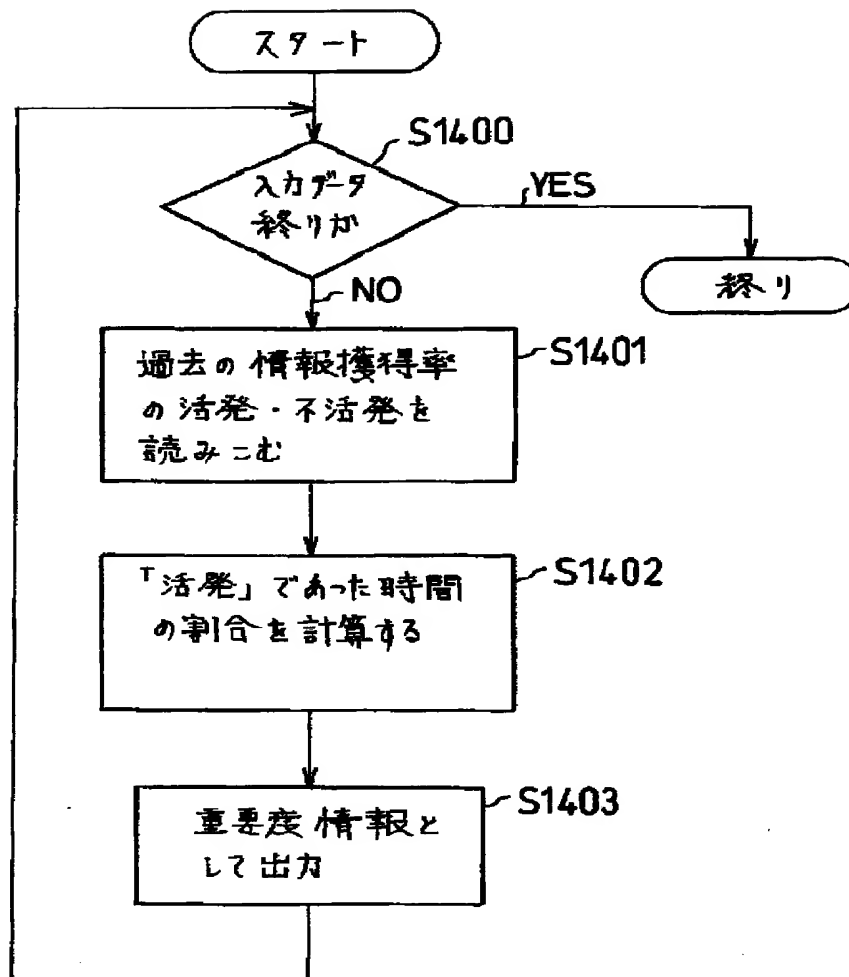 スタート
S1400
入力データ
終りか
YES
終り
NO
S1401
過去の情報獲得率
の活発・不活発を
読みこむ
S1402
「活発」であった時間
の割合を計算する
S1403
重要度情報と
して出力